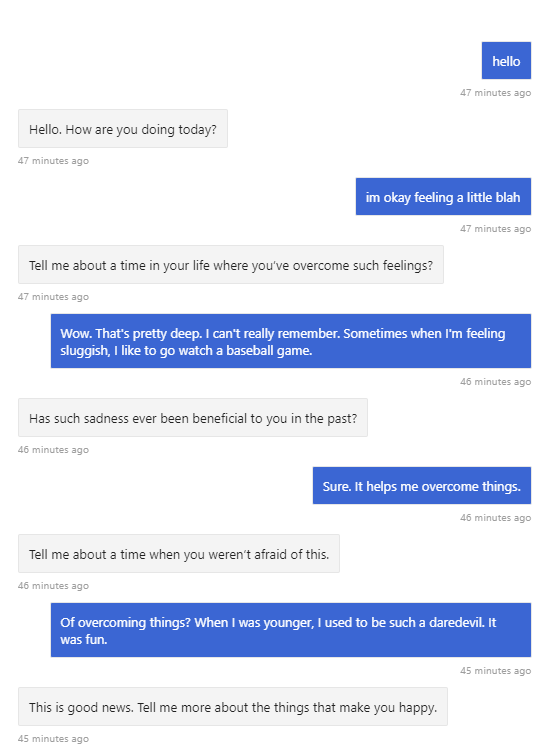 hello
47 minutes ago
Hello. How are you doing today?
47 minutes ago
im okay feeling a little blah
47 minutes ago
Tell me about a time in your life where you've overcome such feelings?
47 minutes ago
Wow. That's pretty deep. I can't really remember. Sometimes when I'm feeling
sluggish, I like to go watch a baseball game.
46 minutes ago
Has such sadness ever been beneficial to you in the past?
46 minutes ago
Sure. It helps me overcome things.
46 minutes ago
Tell me about a time when you weren't afraid of this.
46 minutes ago
Of overcoming things? When I was younger, I used to be such a daredevil. It
was fun.
45 minutes ago
This is good news. Tell me more about the things that make you happy.
45 minutes ago